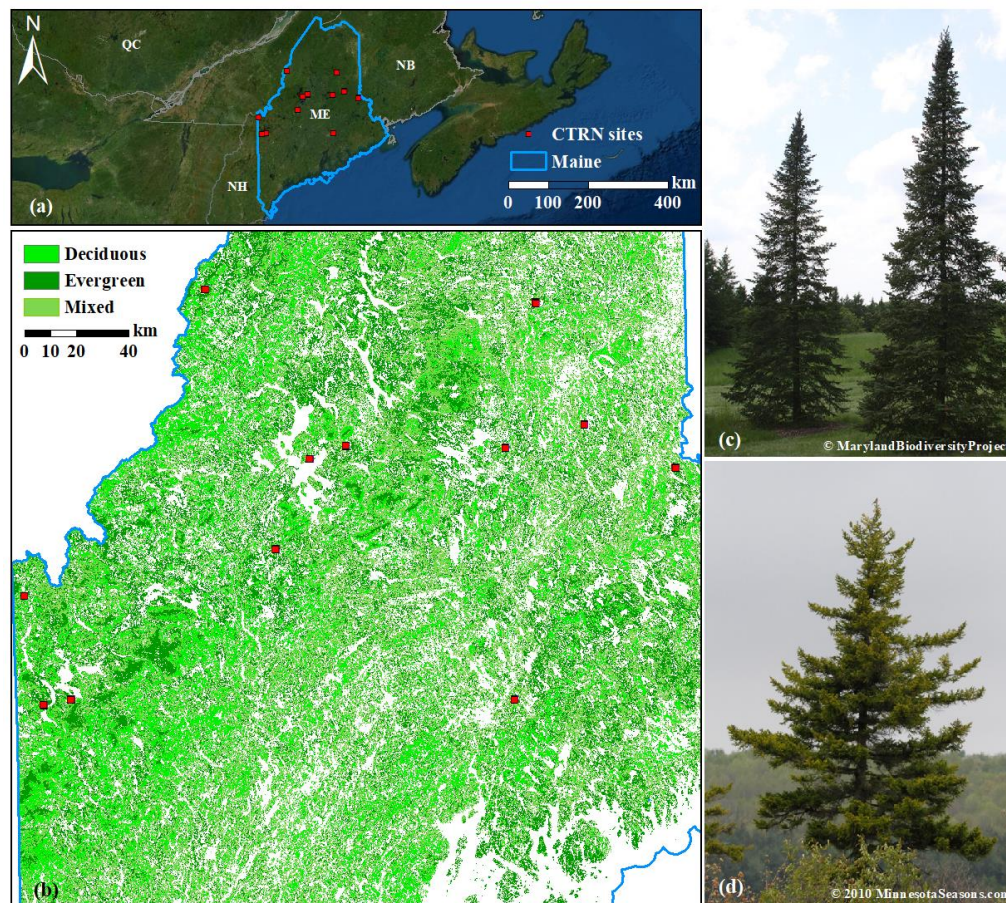 N
QC
NB
ME
NH
CTRN sites
Maine
km
0 100 200 400
(a)
Deciduous
Evergreen
Mixed
km
0 10 20 40
(b)
(c)
© MarylandBiodiversityProjec
(d)
© 2010 MinnesotaSeasons.com